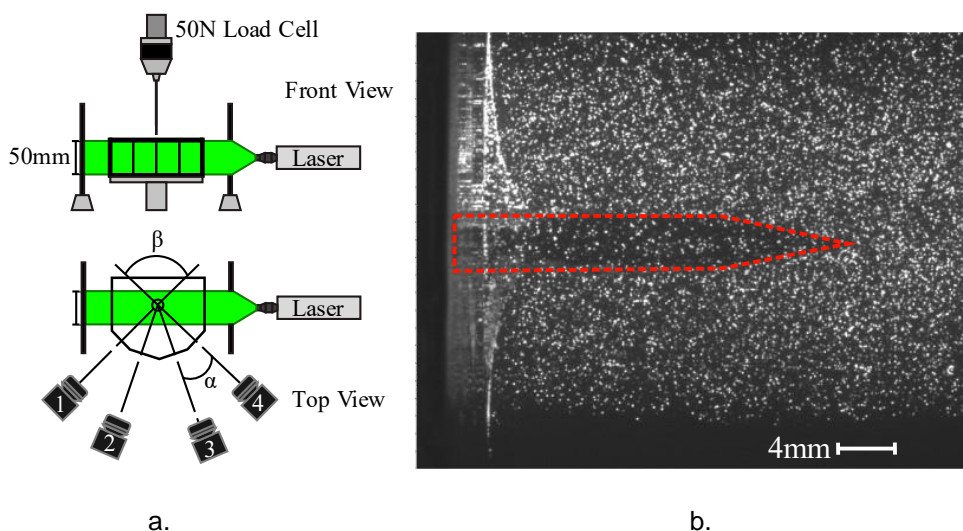 50N Load Cell
Front View
50mm
Laser
β
Laser
α
1
2
3
4
Top View
4mm
a.
b.